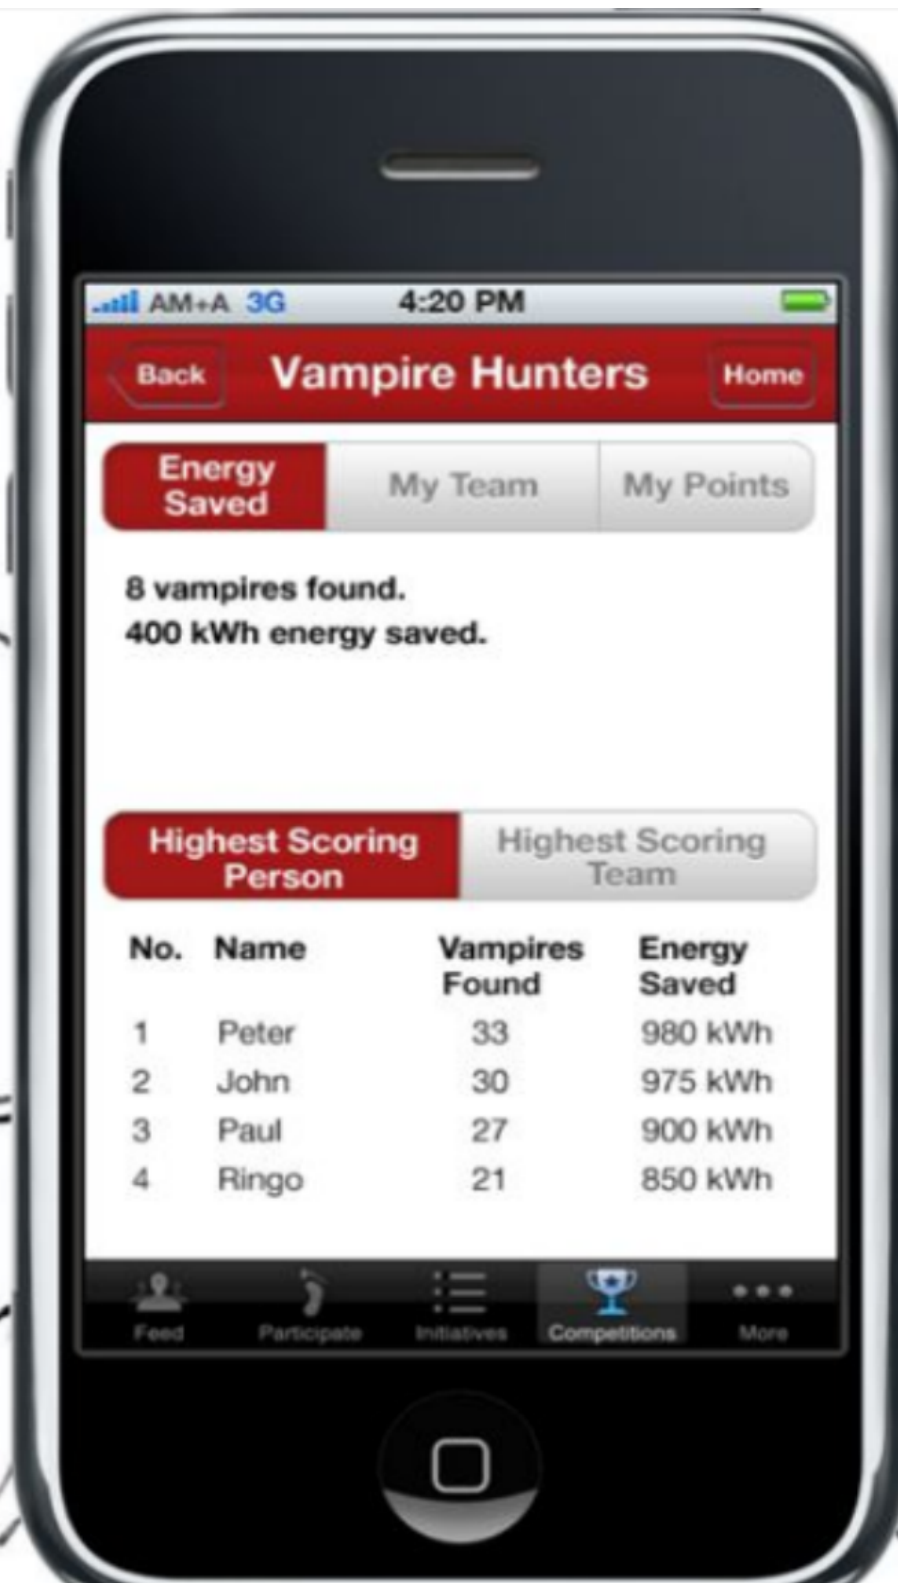 AM+A 3G 4:20 PM
Back Vampire Hunters Home
Energy
Saved
My Team
My Points
8 vampires found.
400 kWh energy saved.
Highest Scoring
Person
Highest Scoring
Team
No. Name Vampires Found Energy Saved
1 Peter 33 980 kWh
2 John 30 975 kWh
3 Paul 27 900 kWh
4 Ringo 21 850 kWh
Feed Participate Initiatives Competitions More